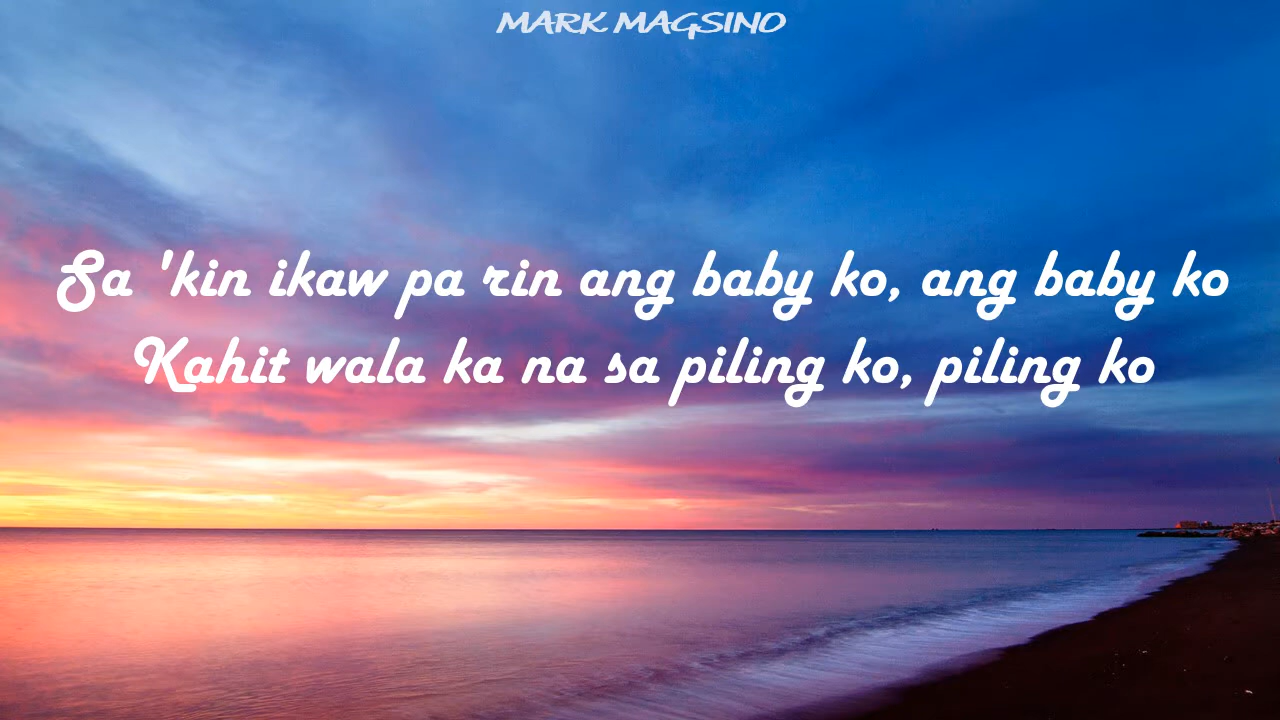 MARK MAGSINO
Sa 'kin ikaw pa rin ang baby ko, ang baby ko
Kahit wala ka na sa piling ko, piling ko